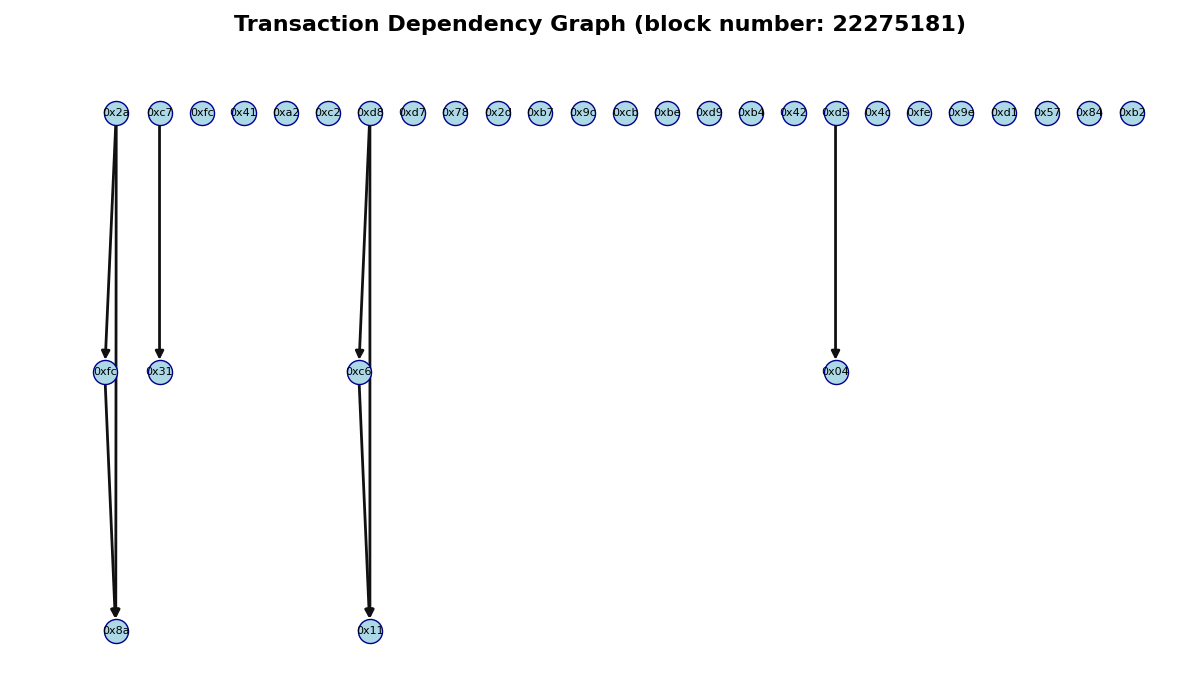 Transaction Dependency Graph (block number: 22275181)
0x2a 0xc7 0xfc 0x41 0xa2 0xc2 0xd8 0xd7 0x78 0x2d 0xb7 0x9c 0xcb 0xbe 0xd9 0xb4 0x42 0xd5 0x4c 0xfe 0x9e 0xd1 0x57 0x84 0xb2
0xfc 0x31 0xc6 0x04
0x8a 0x11